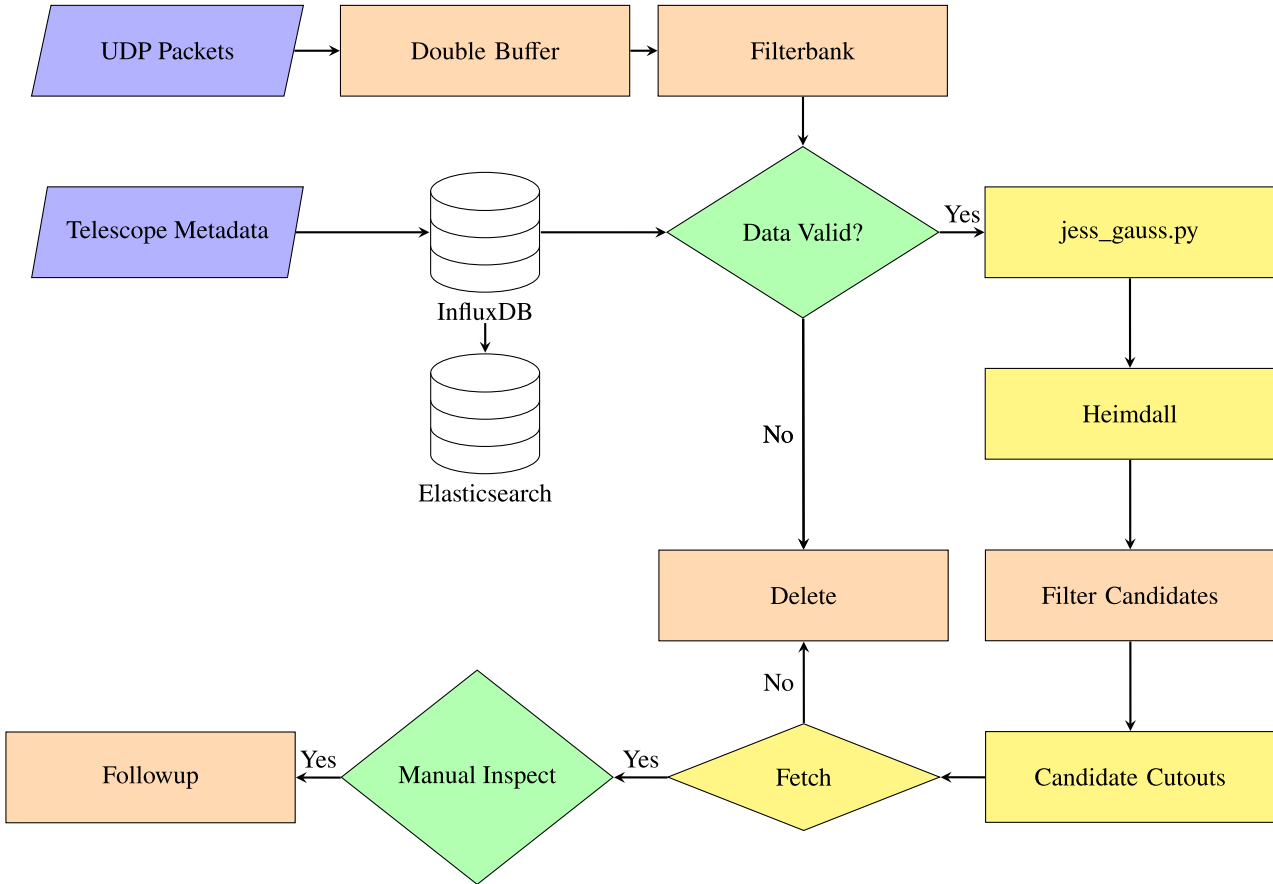 UDP Packets
Double Buffer
Filterbank
Telescope Metadata
InfluxDB
Data Valid?
Yes
jess_gauss.py
Elasticsearch
No
Heimdall
Delete
Filter Candidates
No
Followup
Yes
Manual Inspect
Yes
Fetch
Candidate Cutouts